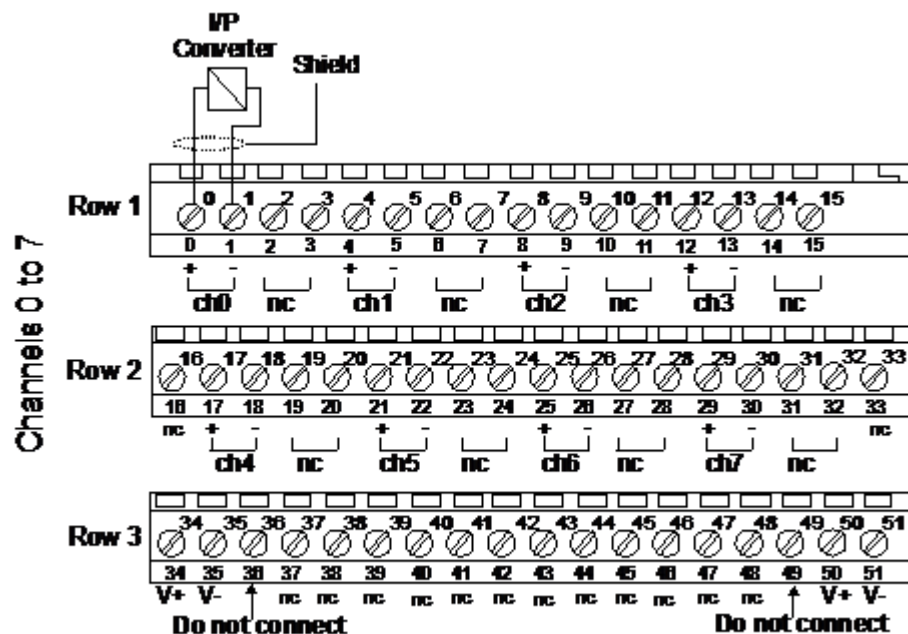 I/P
Converter
Shield
Channels 0 to 7
Row 1
0 1 2 3 4 5 6 7 8 9 10 11 12 13 14 15
0 1 2 3 4 5 6 7 8 9 10 11 12 13 14 15
+ - + - + - + -
ch0 nc ch1 nc ch2 nc ch3 nc
Row 2
16 17 18 19 20 21 22 23 24 25 26 27 28 29 30 31 32 33
16 17 18 19 20 21 22 23 24 25 26 27 28 29 30 31 32 33
nc + - + - + - + - nc
ch4 nc ch5 nc ch6 nc ch7 nc
Row 3
34 35 36 37 38 39 40 41 42 43 44 45 46 47 48 49 50 51
34 35 36 37 38 39 40 41 42 43 44 45 46 47 48 49 50 51
V+ V- nc nc nc nc nc nc nc nc nc nc nc nc V+ V-
Do not connect Do not connect